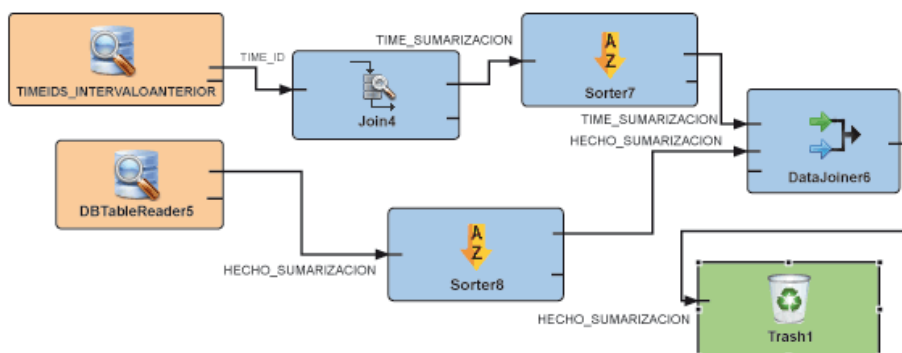 TIMEIDS_INTERVALOANTERIOR
TIME_ID
Join4
TIME_SUMARIZACION
A
Z
Sorter7
TIME_SUMARIZACION
HECHO_SUMARIZACION
DataJoiner6
DBTableReader5
HECHO_SUMARIZACION
A
Z
Sorter8
HECHO_SUMARIZACION
Trash1